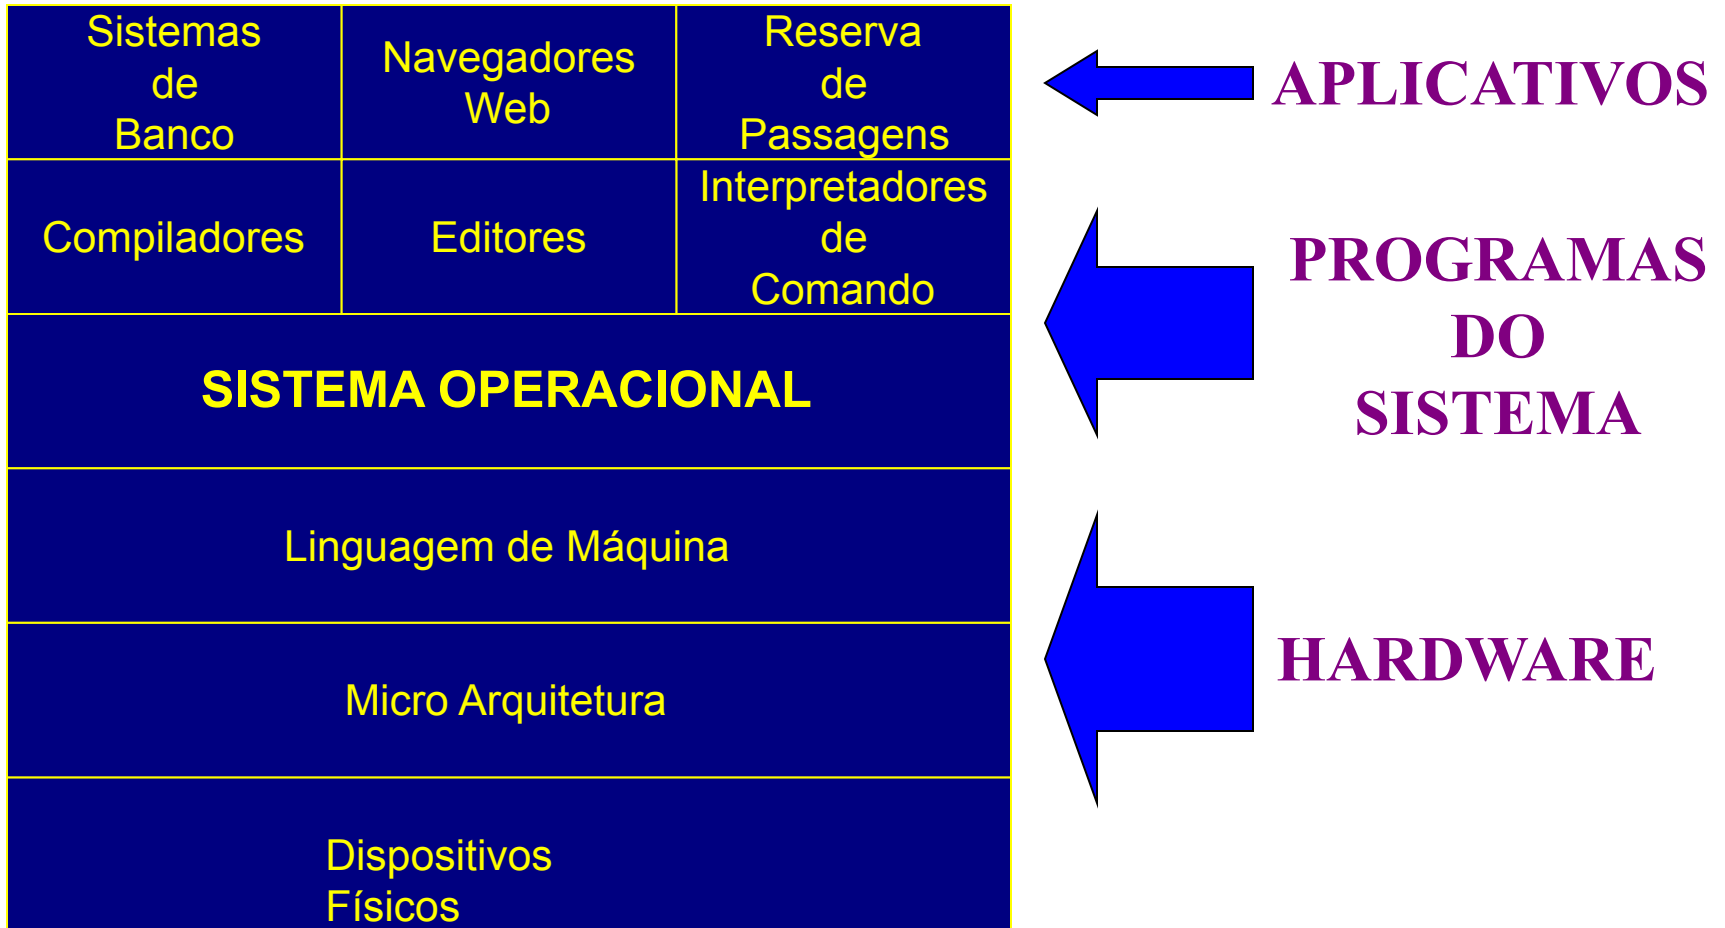 Sistemas
de
Banco
Navegadores
Web
Reserva
de
Passagens
APLICATIVOS
Compiladores
Editores
Interpretadores
de
Comando
PROGRAMAS
DO
SISTEMA
SISTEMA OPERACIONAL
Linguagem de Máquina
Micro Arquitetura
HARDWARE
Dispositivos
Físicos